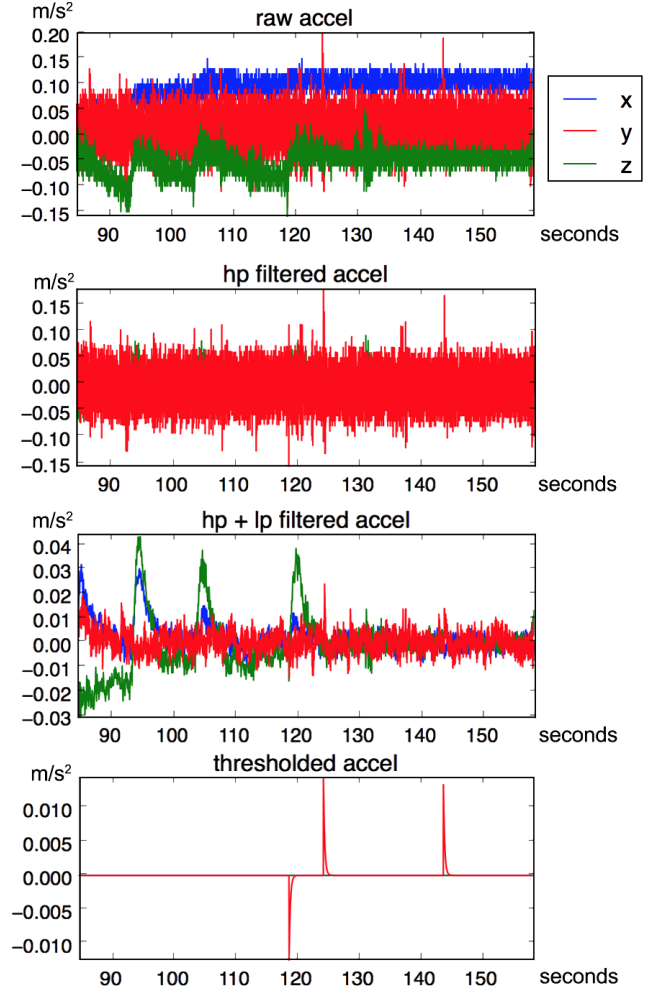 m/s²
raw accel
0.20
0.15
0.10
0.05
0.00
−0.05
−0.10
−0.15
90 100 110 120 130 140 150 seconds
x
y
z
m/s²
hp filtered accel
0.15
0.10
0.05
0.00
−0.05
−0.10
−0.15
90 100 110 120 130 140 150 seconds
m/s²
hp + lp filtered accel
0.04
0.03
0.02
0.01
0.00
−0.01
−0.02
−0.03
90 100 110 120 130 140 150 seconds
m/s²
thresholded accel
0.010
0.005
0.000
−0.005
−0.010
90 100 110 120 130 140 150 seconds